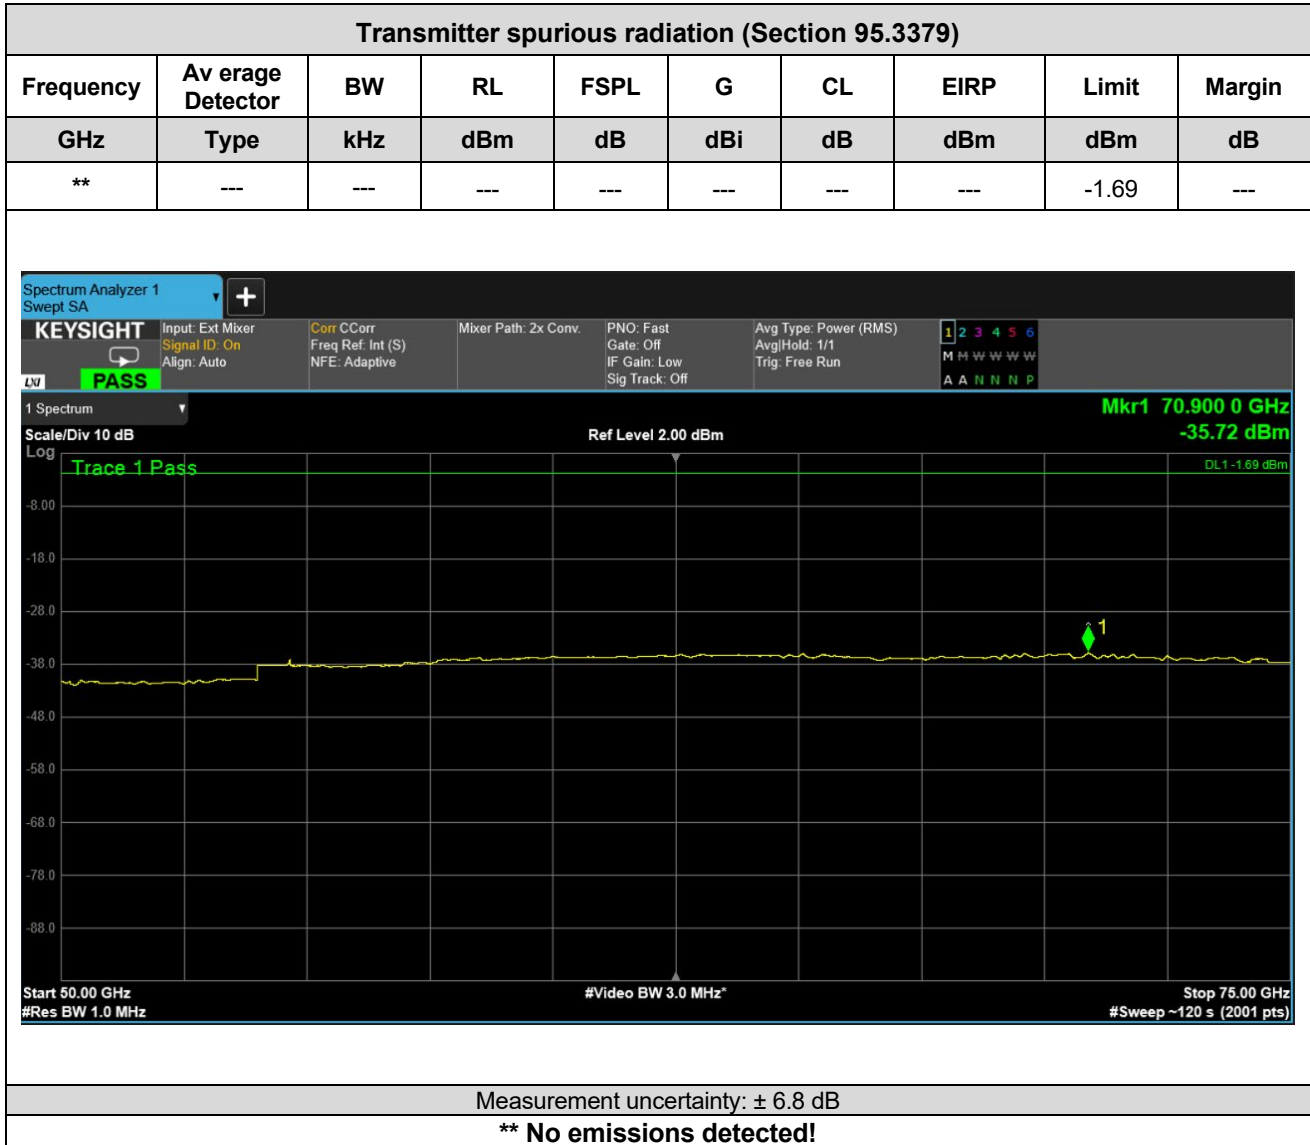 Transmitter spurious radiation (Section 95.3379)
Frequency Av erage Detector BW RL FSPL G CL EIRP Limit Margin
GHz Type kHz dBm dB dBi dB dBm dBm dB
** --- --- --- --- --- --- --- -1.69 ---
Spectrum Analyzer 1
Swept SA
+
KEYSIGHT Input: Ext Mixer Corr CCorr Mixer Path: 2x Conv. PNO: Fast Avg Type: Power (RMS) 1 2 3 4 5 6
Signal ID: On Freq Ref: Int (S) Gate: Off Avg|Hold: 1/1 M M W W W W
Align: Auto NFE: Adaptive IF Gain: Low Trig: Free Run
LXI PASS Sig Track: Off A A N N N P
1 Spectrum Mkr1 70.900 0 GHz
Scale/Div 10 dB Ref Level 2.00 dBm -35.72 dBm
Log
Trace 1 Pass DL1 -1.69 dBm
-8.00
-18.0
-28.0
1
-38.0
-48.0
-58.0
-68.0
-78.0
-88.0
Start 50.00 GHz #Video BW 3.0 MHz* Stop 75.00 GHz
#Res BW 1.0 MHz #Sweep ~120 s (2001 pts)
Measurement uncertainty: ± 6.8 dB
** No emissions detected!